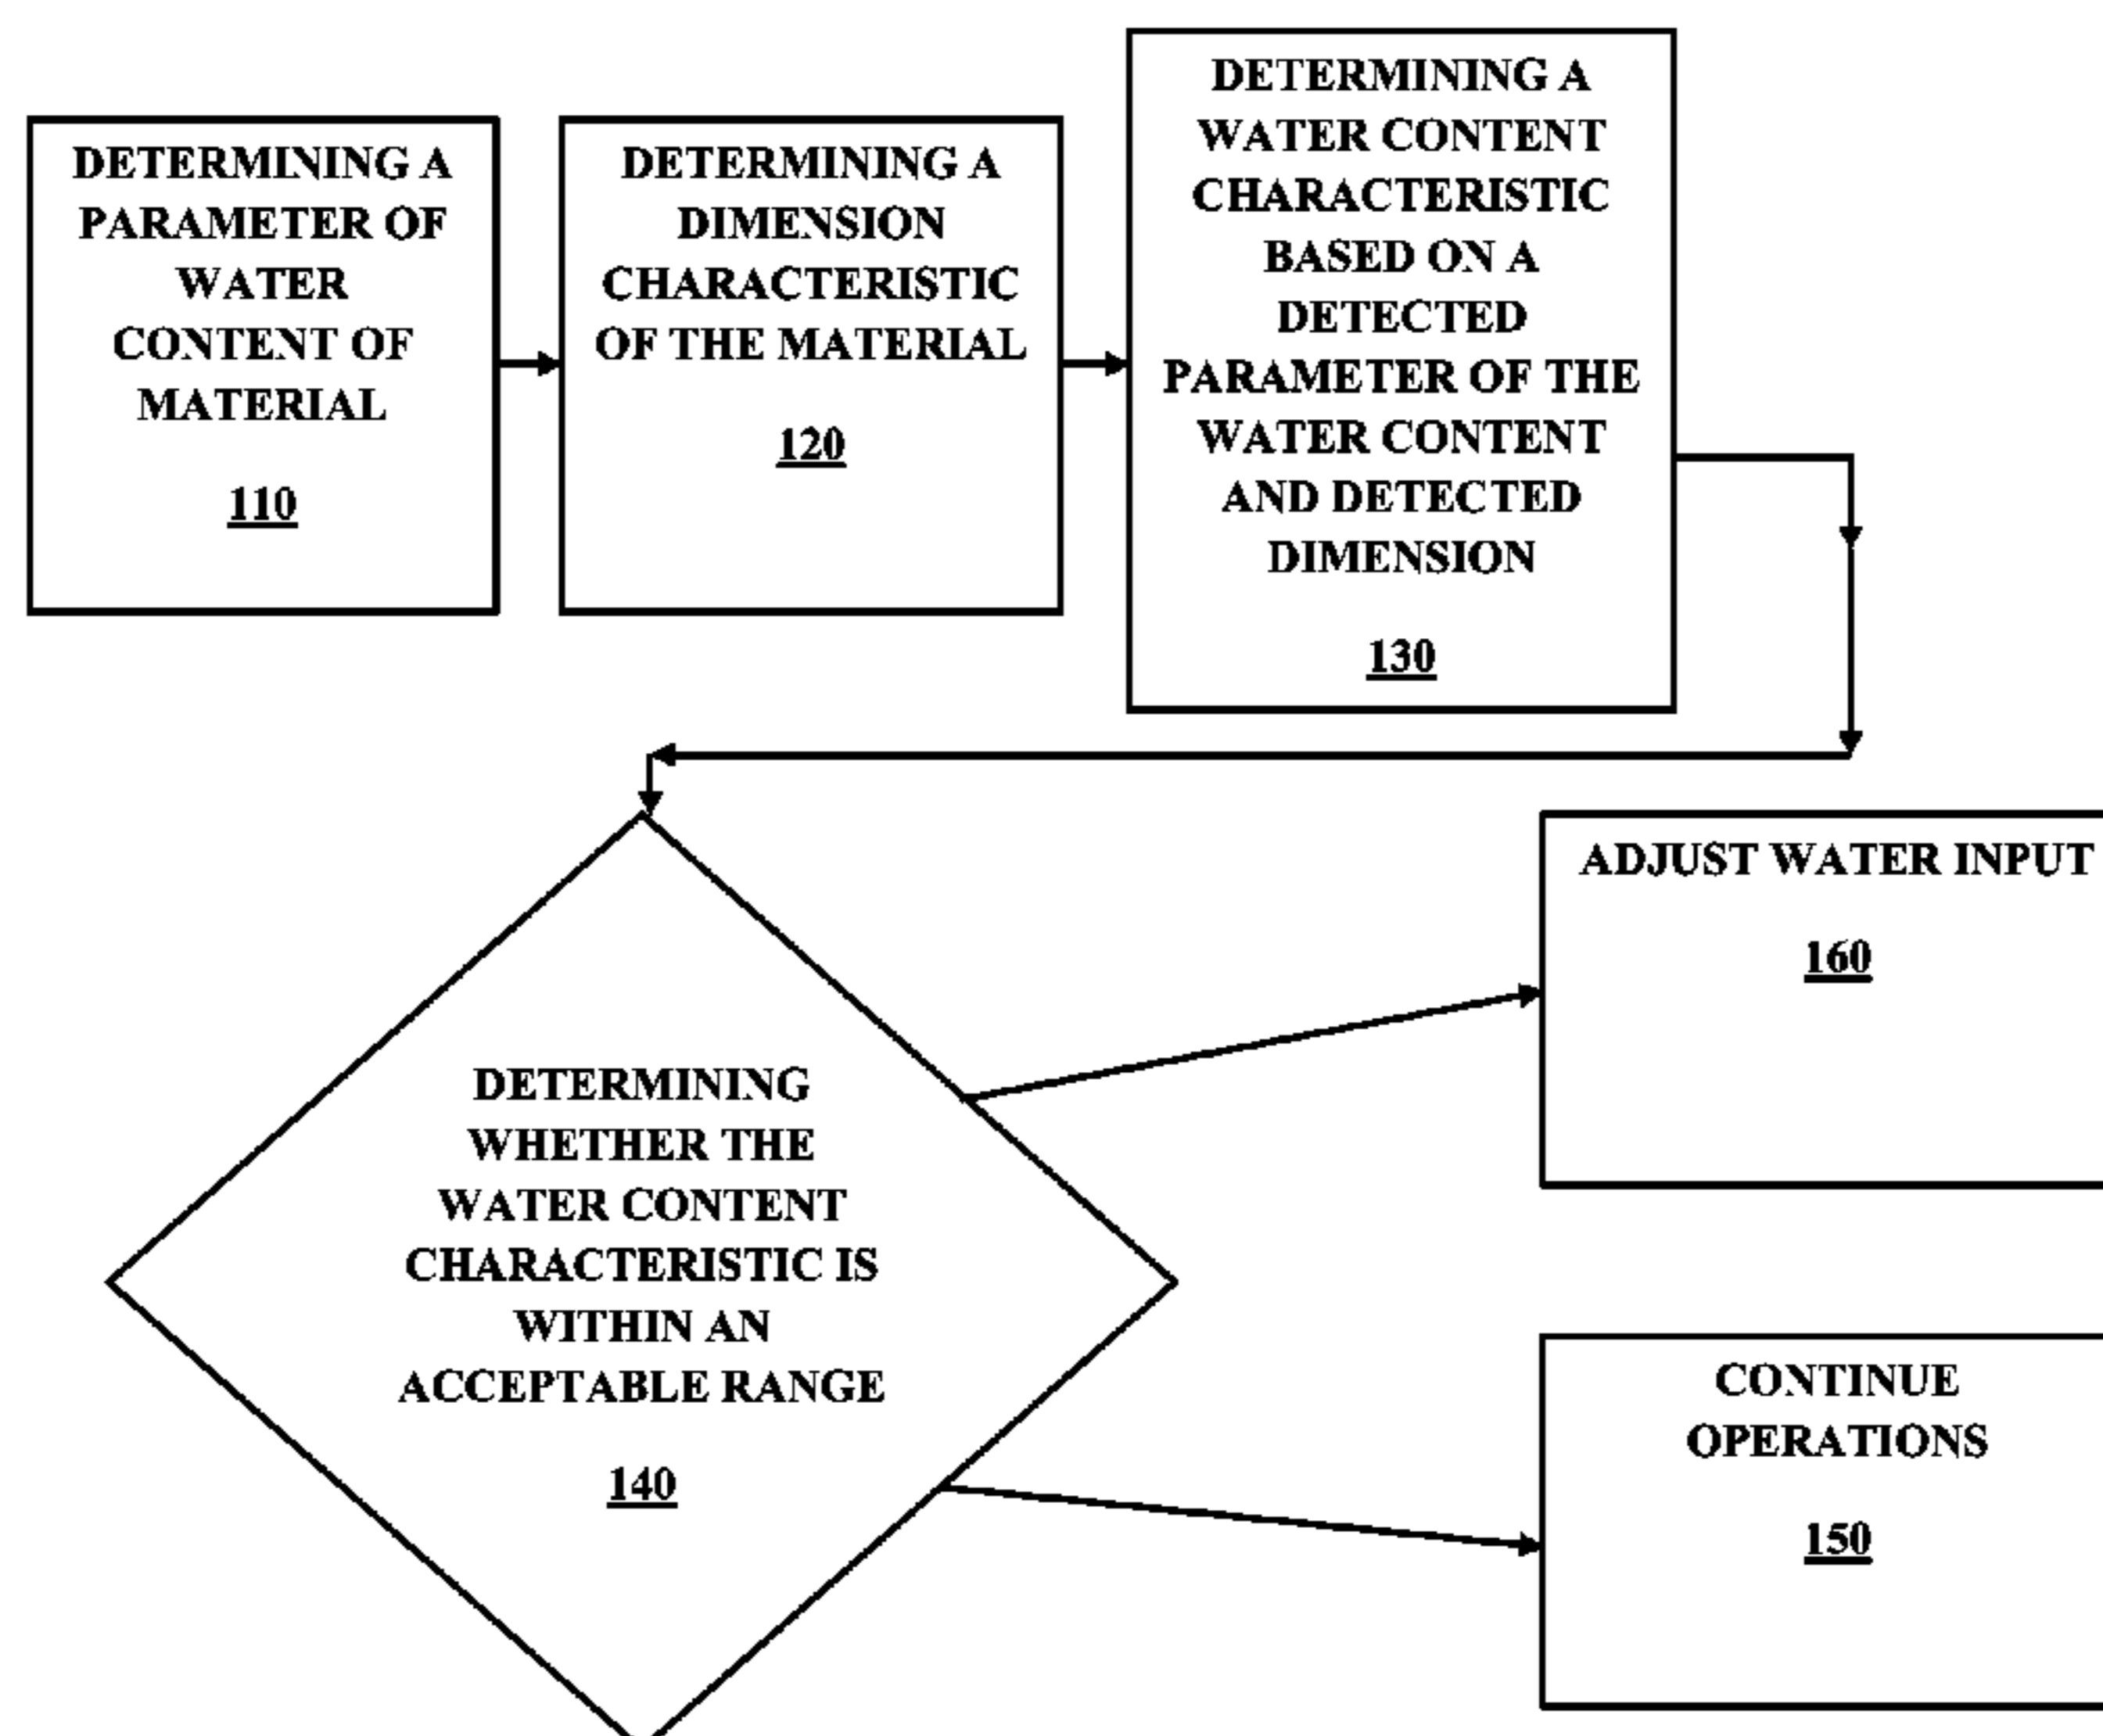 DETERMINING A
PARAMETER OF
WATER
CONTENT OF
MATERIAL
110
DETERMINING A
DIMENSION
CHARACTERISTIC
OF THE MATERIAL
120
DETERMINING A
WATER CONTENT
CHARACTERISTIC
BASED ON A
DETECTED
PARAMETER OF THE
WATER CONTENT
AND DETECTED
DIMENSION
130
DETERMINING
WHETHER THE
WATER CONTENT
CHARACTERISTIC IS
WITHIN AN
ACCEPTABLE RANGE
140
ADJUST WATER INPUT
160
CONTINUE
OPERATIONS
150